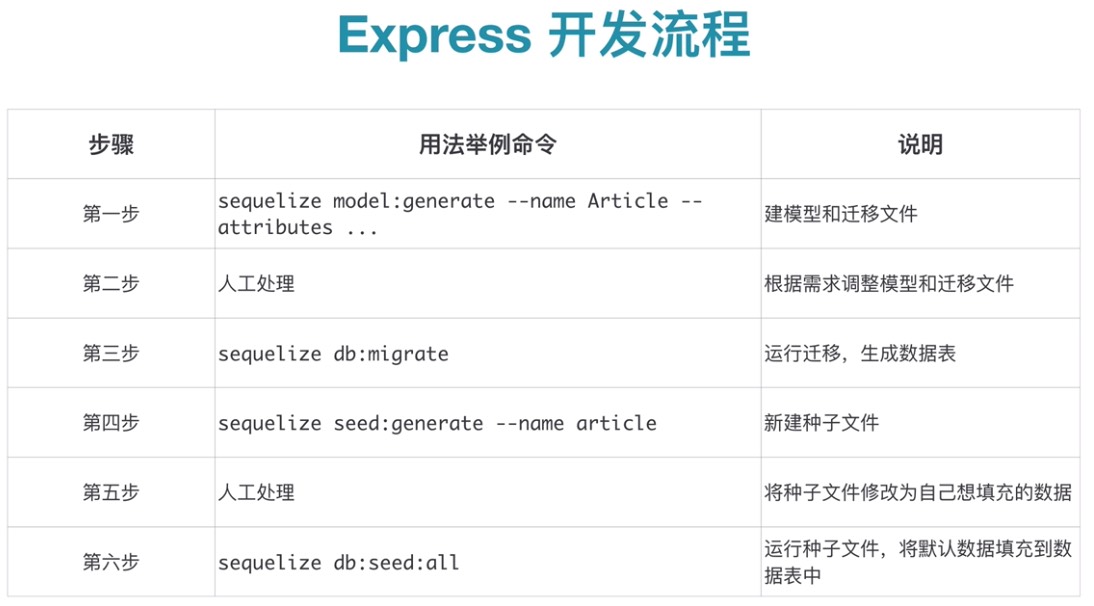 Express 开发流程
步骤 用法举例命令 说明
第一步 sequelize model:generate --name Article --
attributes ... 建模型和迁移文件
第二步 人工处理 根据需求调整模型和迁移文件
第三步 sequelize db:migrate 运行迁移，生成数据表
第四步 sequelize seed:generate --name article 新建种子文件
第五步 人工处理 将种子文件修改为自己想填充的数据
第六步 sequelize db:seed:all 运行种子文件，将默认数据填充到数
据表中